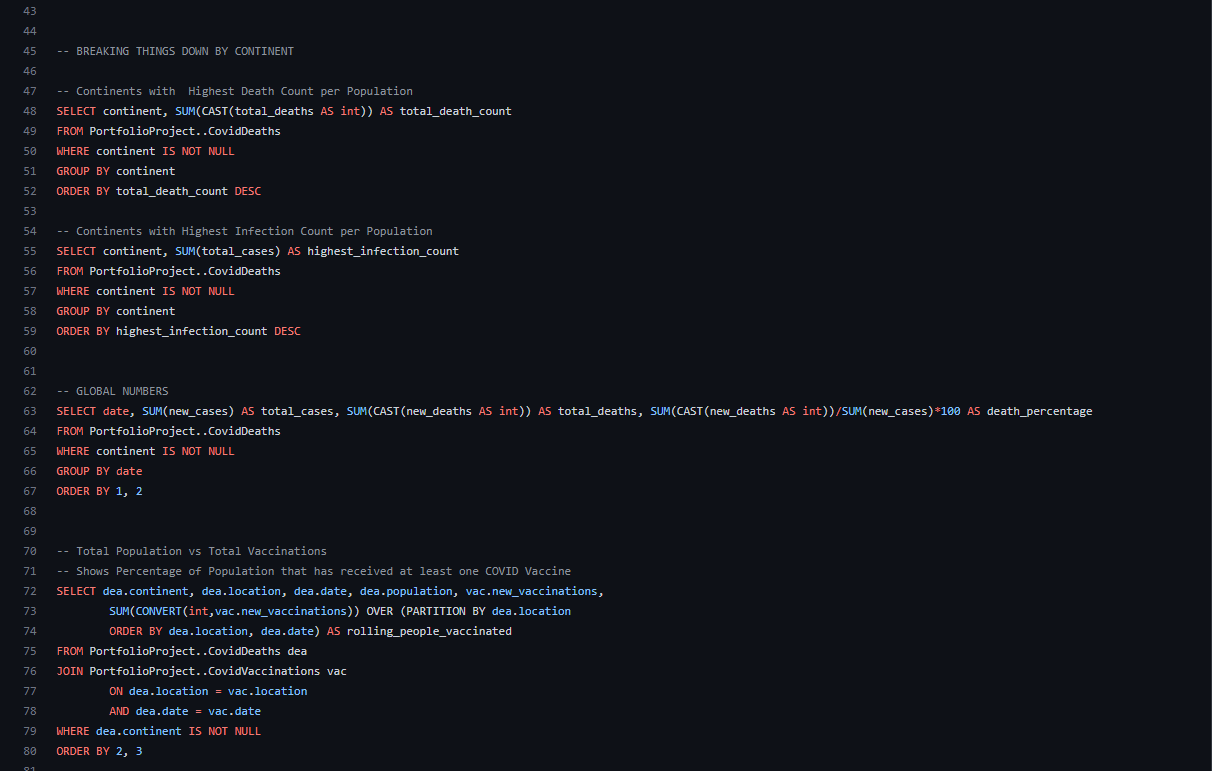 43
44
45 -- BREAKING THINGS DOWN BY CONTINENT
46
47 -- Continents with  Highest Death Count per Population
48 SELECT continent, SUM(CAST(total_deaths AS int)) AS total_death_count
49 FROM PortfolioProject..CovidDeaths
50 WHERE continent IS NOT NULL
51 GROUP BY continent
52 ORDER BY total_death_count DESC
53
54 -- Continents with Highest Infection Count per Population
55 SELECT continent, SUM(total_cases) AS highest_infection_count
56 FROM PortfolioProject..CovidDeaths
57 WHERE continent IS NOT NULL
58 GROUP BY continent
59 ORDER BY highest_infection_count DESC
60
61
62 -- GLOBAL NUMBERS
63 SELECT date, SUM(new_cases) AS total_cases, SUM(CAST(new_deaths AS int)) AS total_deaths, SUM(CAST(new_deaths AS int))/SUM(new_cases)*100 AS death_percentage
64 FROM PortfolioProject..CovidDeaths
65 WHERE continent IS NOT NULL
66 GROUP BY date
67 ORDER BY 1, 2
68
69
70 -- Total Population vs Total Vaccinations
71 -- Shows Percentage of Population that has received at least one COVID Vaccine
72 SELECT dea.continent, dea.location, dea.date, dea.population, vac.new_vaccinations,
73         SUM(CONVERT(int,vac.new_vaccinations)) OVER (PARTITION BY dea.location
74         ORDER BY dea.location, dea.date) AS rolling_people_vaccinated
75 FROM PortfolioProject..CovidDeaths dea
76 JOIN PortfolioProject..CovidVaccinations vac
77         ON dea.location = vac.location
78         AND dea.date = vac.date
79 WHERE dea.continent IS NOT NULL
80 ORDER BY 2, 3
81